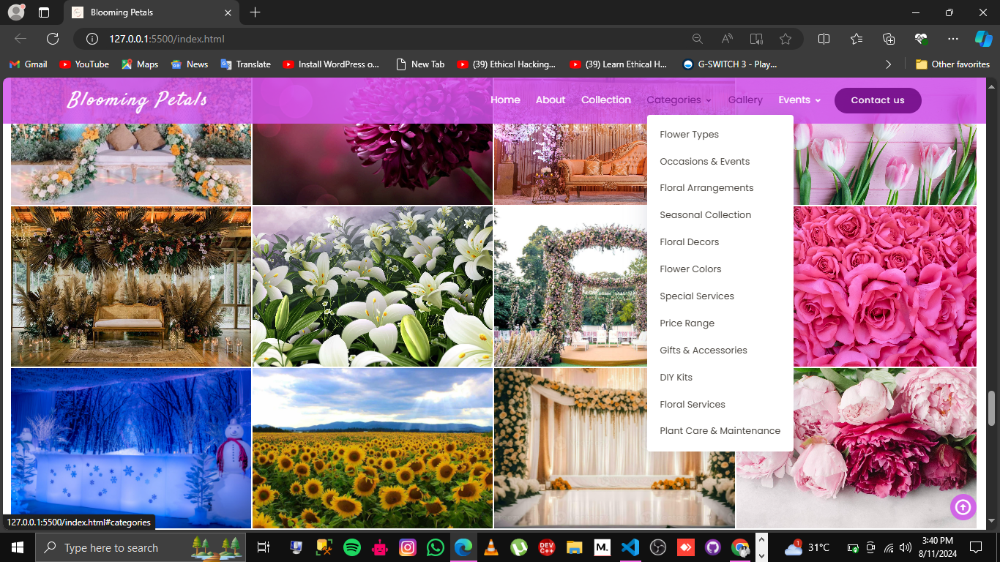 Blooming Petals
127.0.0.1:5500/index.html
Gmail
YouTube
Maps
News
Translate
Install WordPress o...
New Tab
(39) Ethical Hacking...
(39) Learn Ethical H...
G-SWITCH 3 - Play...
Other favorites
Blooming Petals
Home
About
Collection
Categories
Gallery
Events
Contact us
Flower Types
Occasions & Events
Floral Arrangements
Seasonal Collection
Floral Decors
Flower Colors
Special Services
Price Range
Gifts & Accessories
DIY Kits
Floral Services
Plant Care & Maintenance
127.0.0.1:5500/index.html#categories
Type here to search
DEV
C++
M.
1
31°C
3:40 PM
8/11/2024